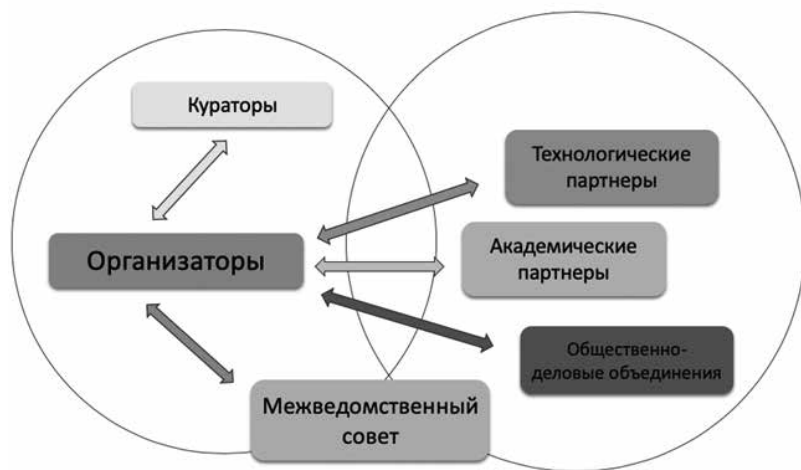 Кураторы
Технологические
партнеры
Организаторы
Академические
партнеры
Общественно-
деловые объединения
Межведомственный
совет